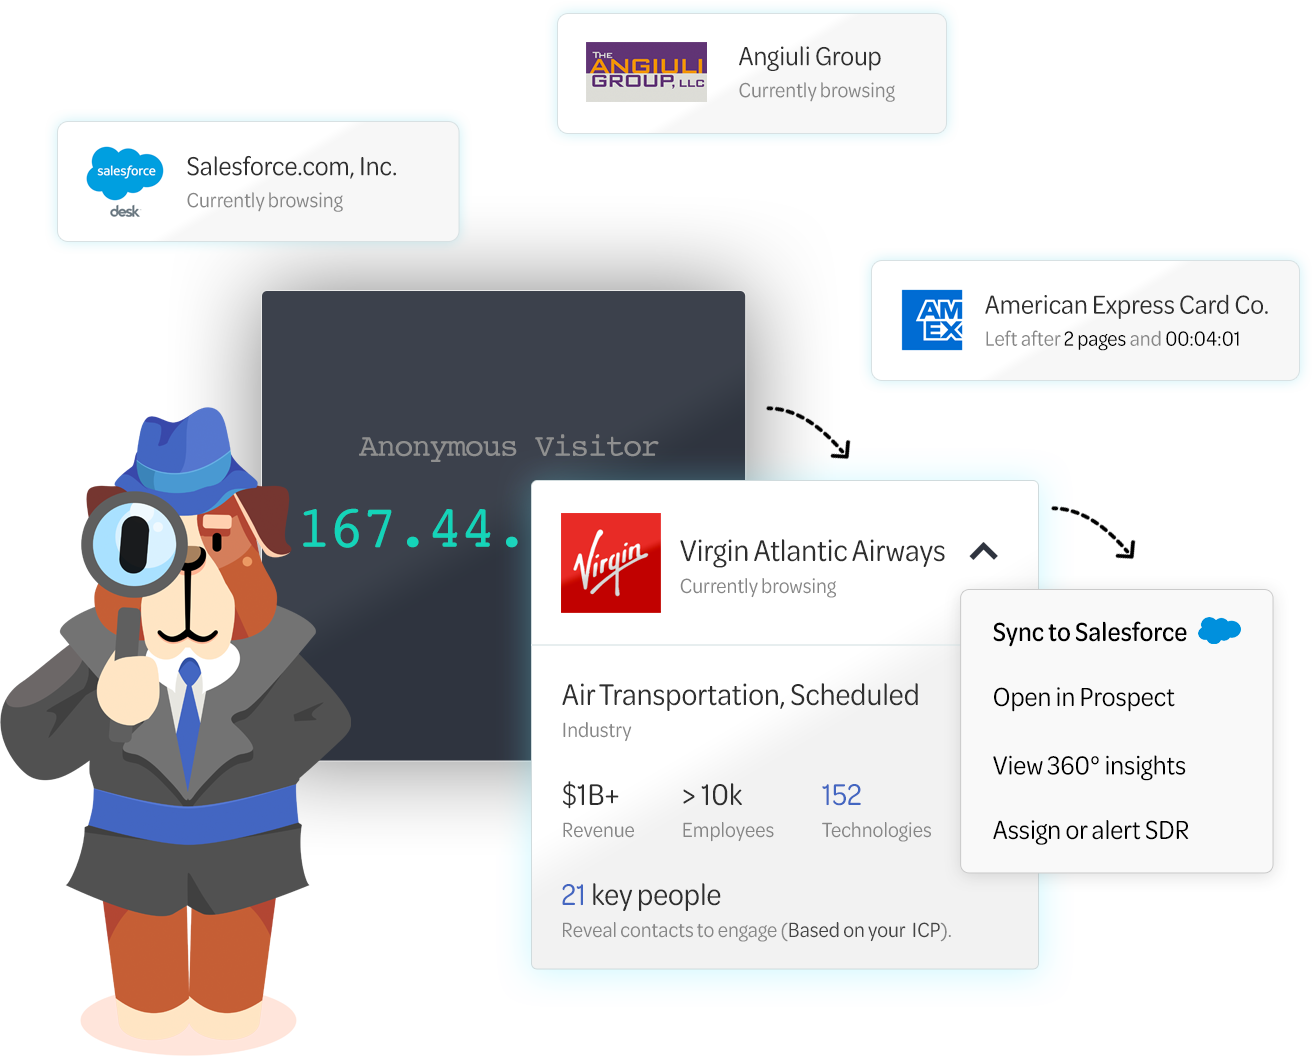 THE
ANGIULI
GROUP, LLC
Angiuli Group
Currently browsing
salesforce
desk
Salesforce.com, Inc.
Currently browsing
AM
EX
American Express Card Co.
Left after 2 pages and 00:04:01
Anonymous Visitor
167.44.
Virgin
Virgin Atlantic Airways
Currently browsing
Air Transportation, Scheduled
Industry
$1B+ > 10k 152
Revenue Employees Technologies
21 key people
Reveal contacts to engage (Based on your ICP).
Sync to Salesforce
Open in Prospect
View 360° insights
Assign or alert SDR